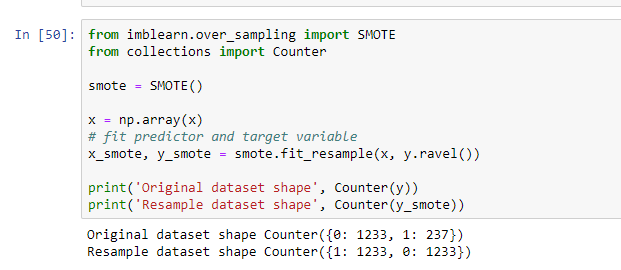 In [50]: from imblearn.over_sampling import SMOTE
from collections import Counter
smote = SMOTE()
x = np.array(x)
# fit predictor and target variable
x_smote, y_smote = smote.fit_resample(x, y.ravel())
print('Original dataset shape', Counter(y))
print('Resample dataset shape', Counter(y_smote))
Original dataset shape Counter({0: 1233, 1: 237})
Resample dataset shape Counter({1: 1233, 0: 1233})